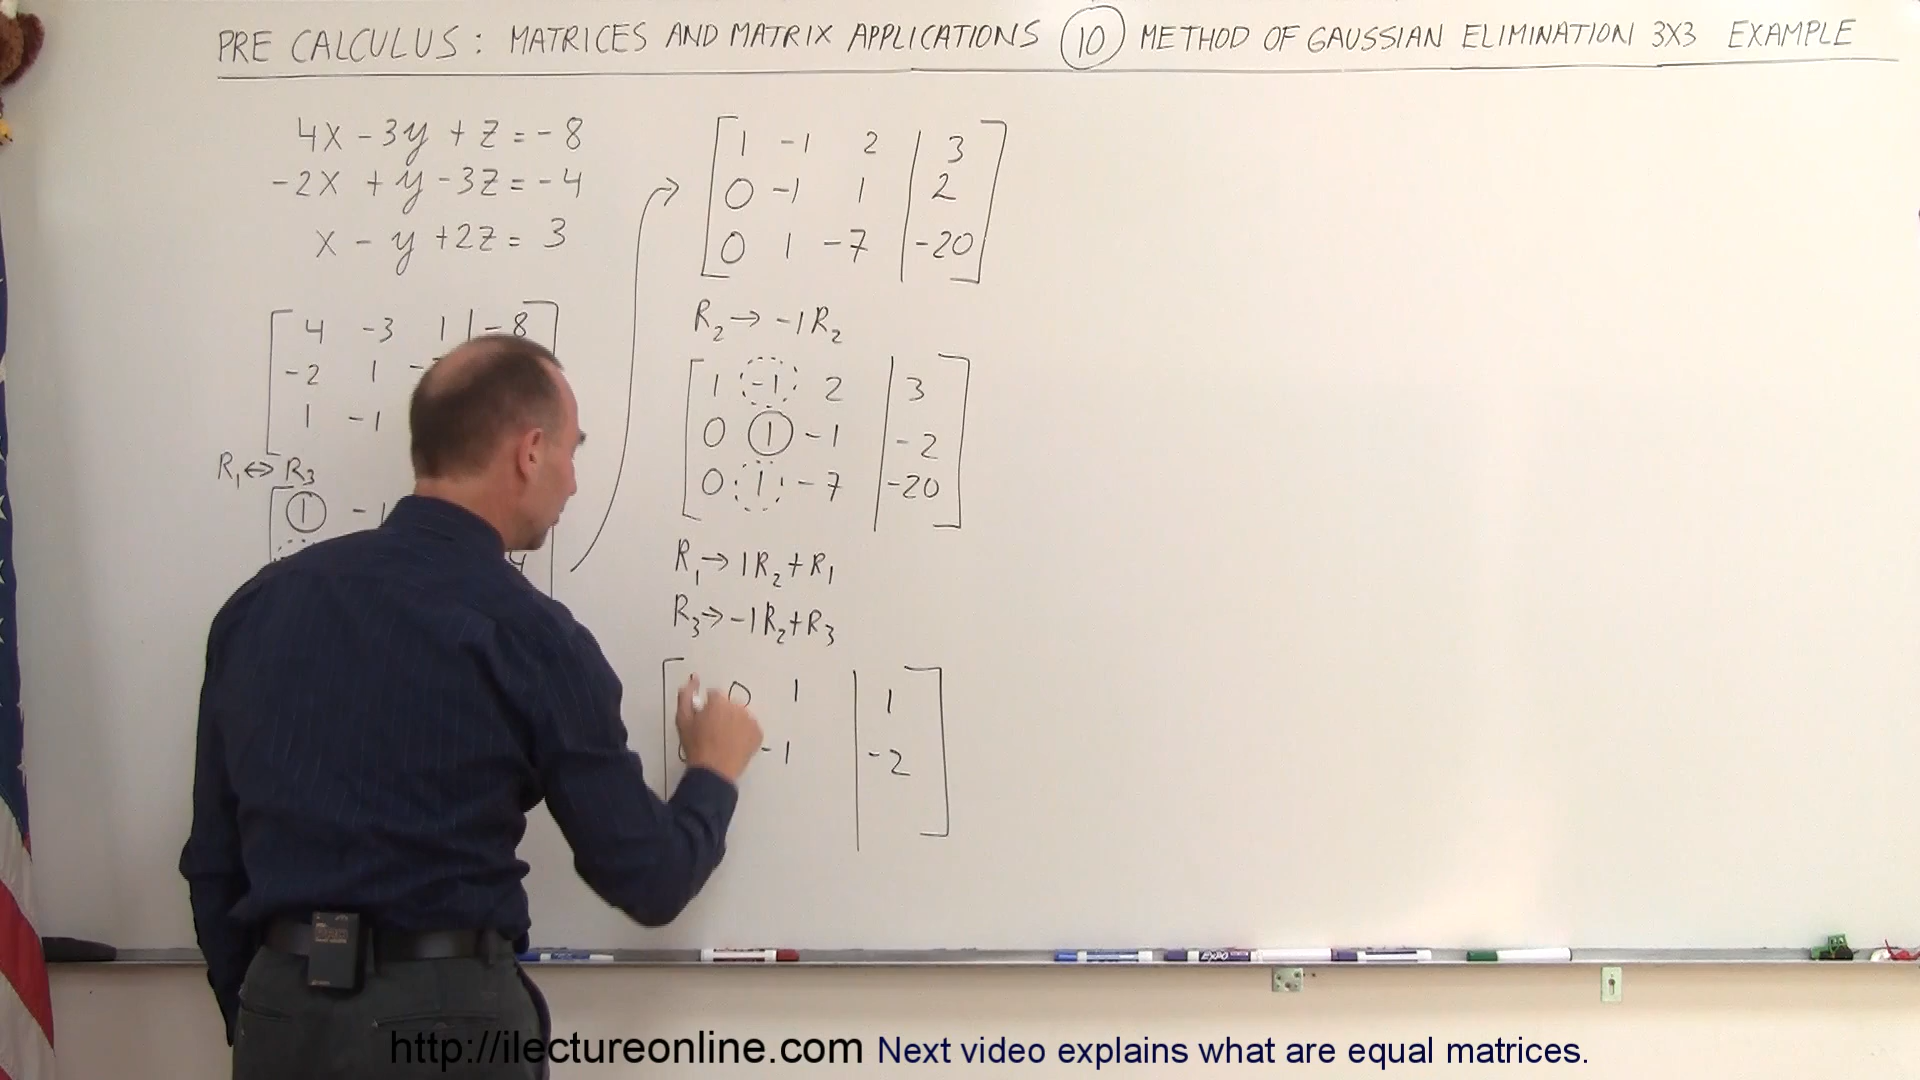 PRE CALCULUS: MATRICES AND MATRIX APPLICATIONS 10 METHOD OF GAUSSIAN ELIMINATION 3X3 EXAMPLE
4x - 3y + z = -8
-2x + y - 3z = -4
x - y + 2z = 3
4 -3 1 | -8
-2 1 -
1 -1
R1 ↔ R3
1 -1
4
1 -1 2 | 3
0 -1 1 | 2
0 1 -7 | -20
R2 → -1R2
1 -1 2 | 3
0 1 -1 | -2
0 1 -7 | -20
R1 → 1R2 + R1
R3 → -1R2 + R3
0 1 | 1
-1 | -2
EXPO
http://ilectureonline.com Next video explains what are equal matrices.